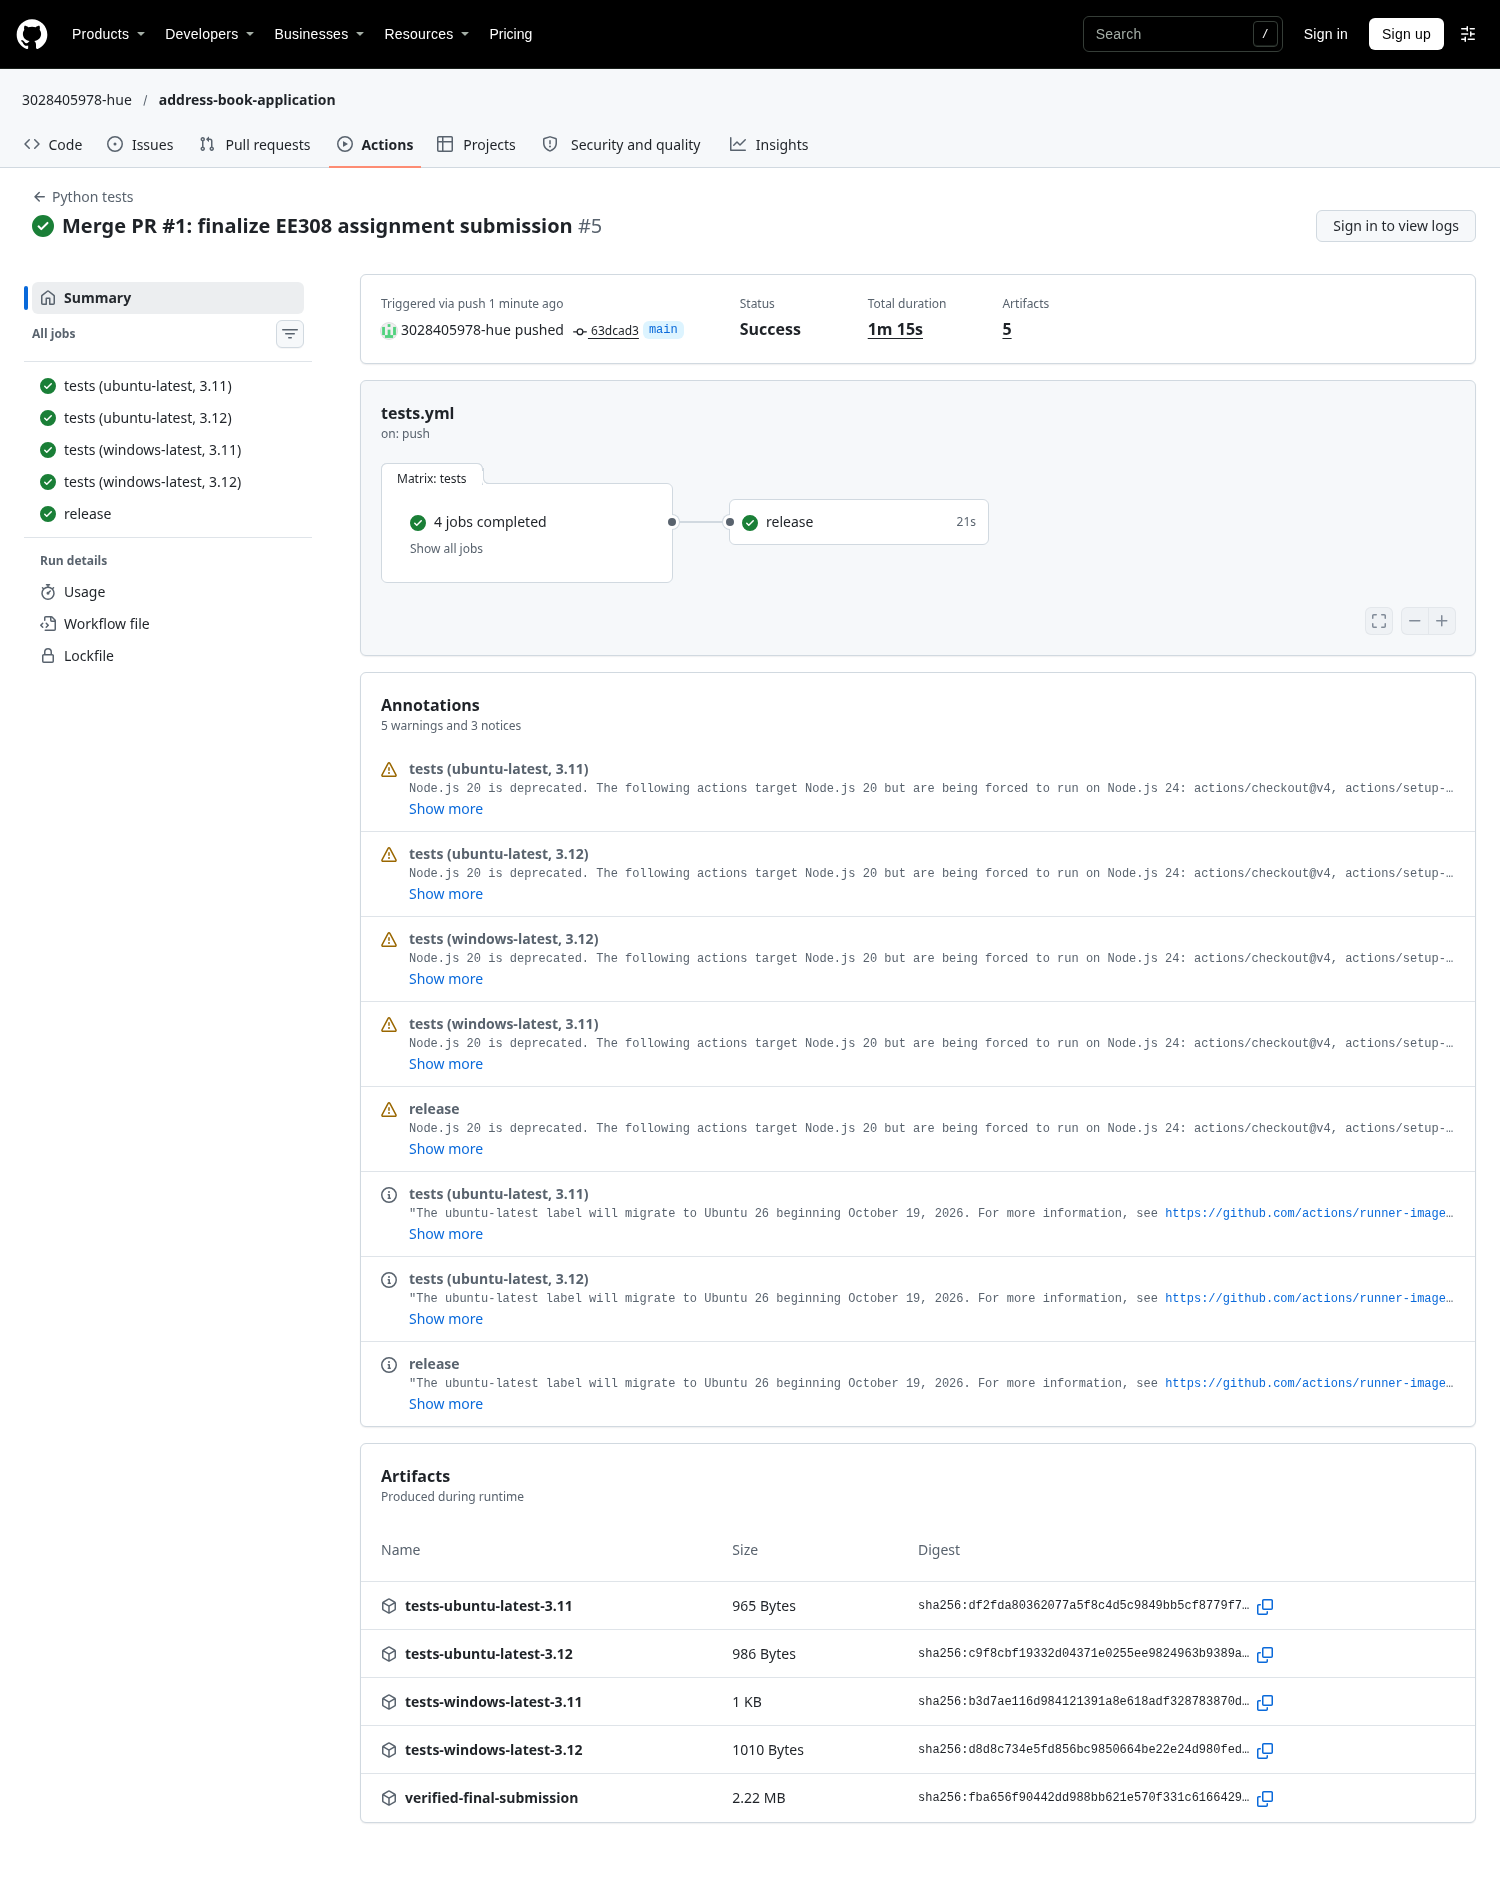 Products Developers Businesses Resources Pricing Search / Sign in Sign up
3028405978-hue / address-book-application
Code Issues Pull requests Actions Projects Security and quality Insights
Python tests
Merge PR #1: finalize EE308 assignment submission #5
Sign in to view logs
Summary
All jobs
tests (ubuntu-latest, 3.11)
tests (ubuntu-latest, 3.12)
tests (windows-latest, 3.11)
tests (windows-latest, 3.12)
release
Run details
Usage
Workflow file
Lockfile
Triggered via push 1 minute ago
3028405978-hue pushed 63dcad3 main
Status
Success
Total duration
1m 15s
Artifacts
5
tests.yml
on: push
Matrix: tests
4 jobs completed
Show all jobs
release 21s
Annotations
5 warnings and 3 notices
tests (ubuntu-latest, 3.11)
Node.js 20 is deprecated. The following actions target Node.js 20 but are being forced to run on Node.js 24: actions/checkout@v4, actions/setup-…
Show more
tests (ubuntu-latest, 3.12)
Node.js 20 is deprecated. The following actions target Node.js 20 but are being forced to run on Node.js 24: actions/checkout@v4, actions/setup-…
Show more
tests (windows-latest, 3.12)
Node.js 20 is deprecated. The following actions target Node.js 20 but are being forced to run on Node.js 24: actions/checkout@v4, actions/setup-…
Show more
tests (windows-latest, 3.11)
Node.js 20 is deprecated. The following actions target Node.js 20 but are being forced to run on Node.js 24: actions/checkout@v4, actions/setup-…
Show more
release
Node.js 20 is deprecated. The following actions target Node.js 20 but are being forced to run on Node.js 24: actions/checkout@v4, actions/setup-…
Show more
tests (ubuntu-latest, 3.11)
"The ubuntu-latest label will migrate to Ubuntu 26 beginning October 19, 2026. For more information, see https://github.com/actions/runner-image…
Show more
tests (ubuntu-latest, 3.12)
"The ubuntu-latest label will migrate to Ubuntu 26 beginning October 19, 2026. For more information, see https://github.com/actions/runner-image…
Show more
release
"The ubuntu-latest label will migrate to Ubuntu 26 beginning October 19, 2026. For more information, see https://github.com/actions/runner-image…
Show more
Artifacts
Produced during runtime
Name Size Digest
tests-ubuntu-latest-3.11 965 Bytes sha256:df2fda80362077a5f8c4d5c9849bb5cf8779f7…
tests-ubuntu-latest-3.12 986 Bytes sha256:c9f8cbf19332d04371e0255ee9824963b9389a…
tests-windows-latest-3.11 1 KB sha256:b3d7ae116d984121391a8e618adf328783870d…
tests-windows-latest-3.12 1010 Bytes sha256:d8d8c734e5fd856bc9850664be22e24d980fed…
verified-final-submission 2.22 MB sha256:fba656f90442dd988bb621e570f331c6166429…